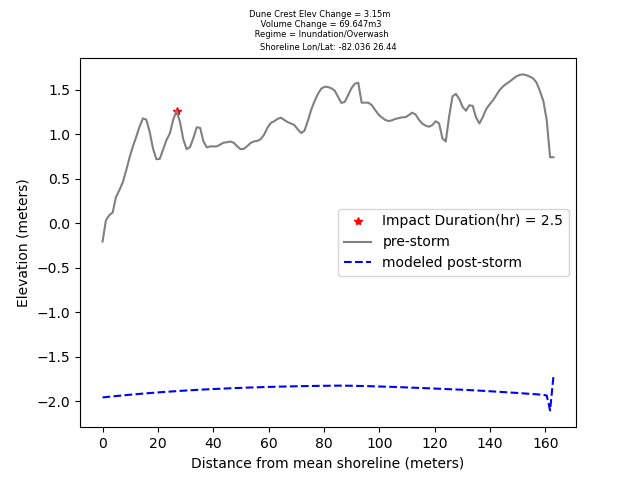 Dune Crest Elev Change = 3.15m
Volume Change = 69.647m3
Regime = Inundation/Overwash
Shoreline Lon/Lat: -82.036 26.44
1.5
1.0
0.5
0.0
−0.5
−1.0
−1.5
−2.0
Elevation (meters)
Impact Duration(hr) = 2.5
pre-storm
modeled post-storm
0 20 40 60 80 100 120 140 160
Distance from mean shoreline (meters)